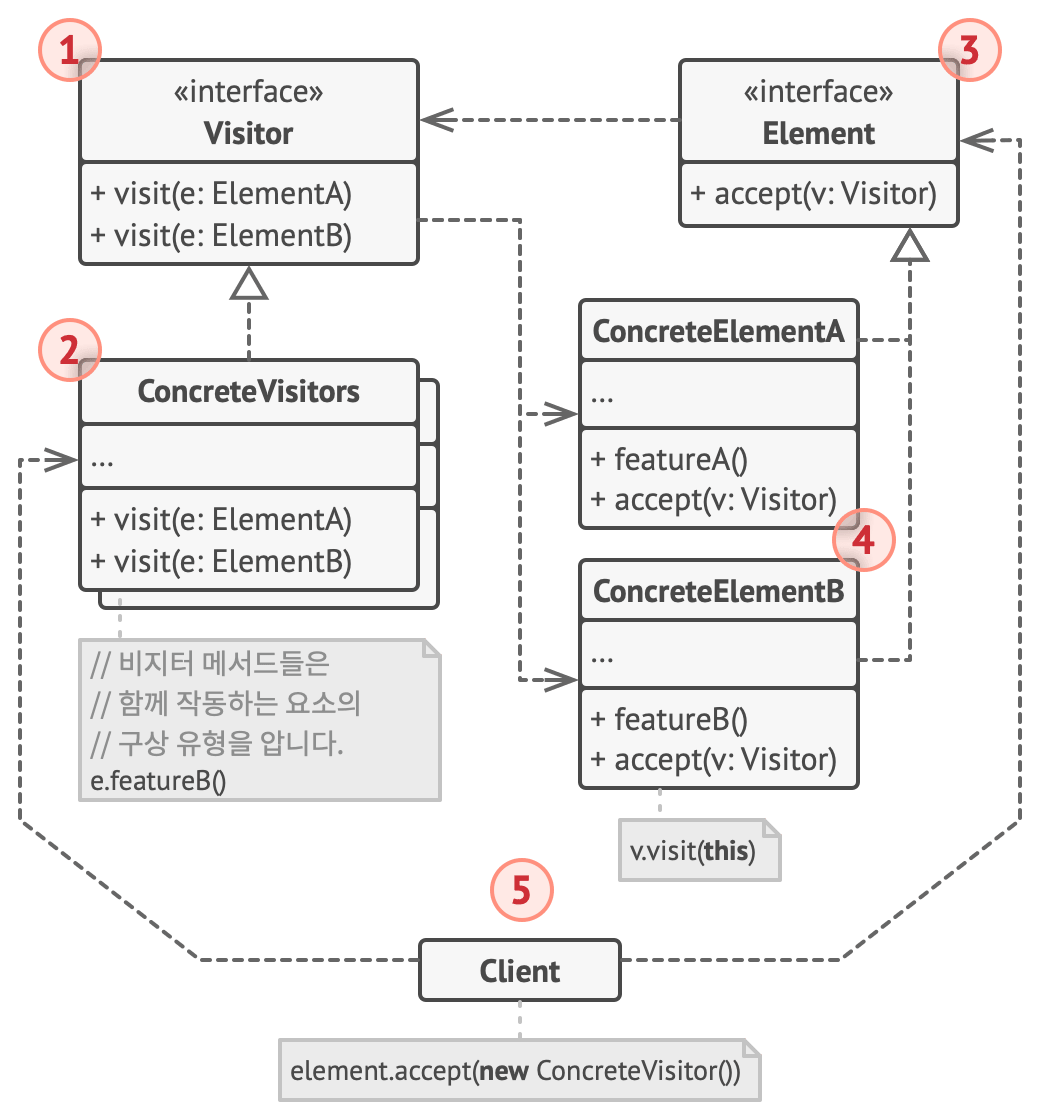 1
«interface»
Visitor
+ visit(e: ElementA)
+ visit(e: ElementB)
3
«interface»
Element
+ accept(v: Visitor)
2
ConcreteVisitors
...
+ visit(e: ElementA)
+ visit(e: ElementB)
// 비지터 메서드들은
// 함께 작동하는 요소의
// 구상 유형을 압니다.
e.featureB()
ConcreteElementA
...
+ featureA()
+ accept(v: Visitor)
4
ConcreteElementB
...
+ featureB()
+ accept(v: Visitor)
v.visit(this)
5
Client
element.accept(new ConcreteVisitor())